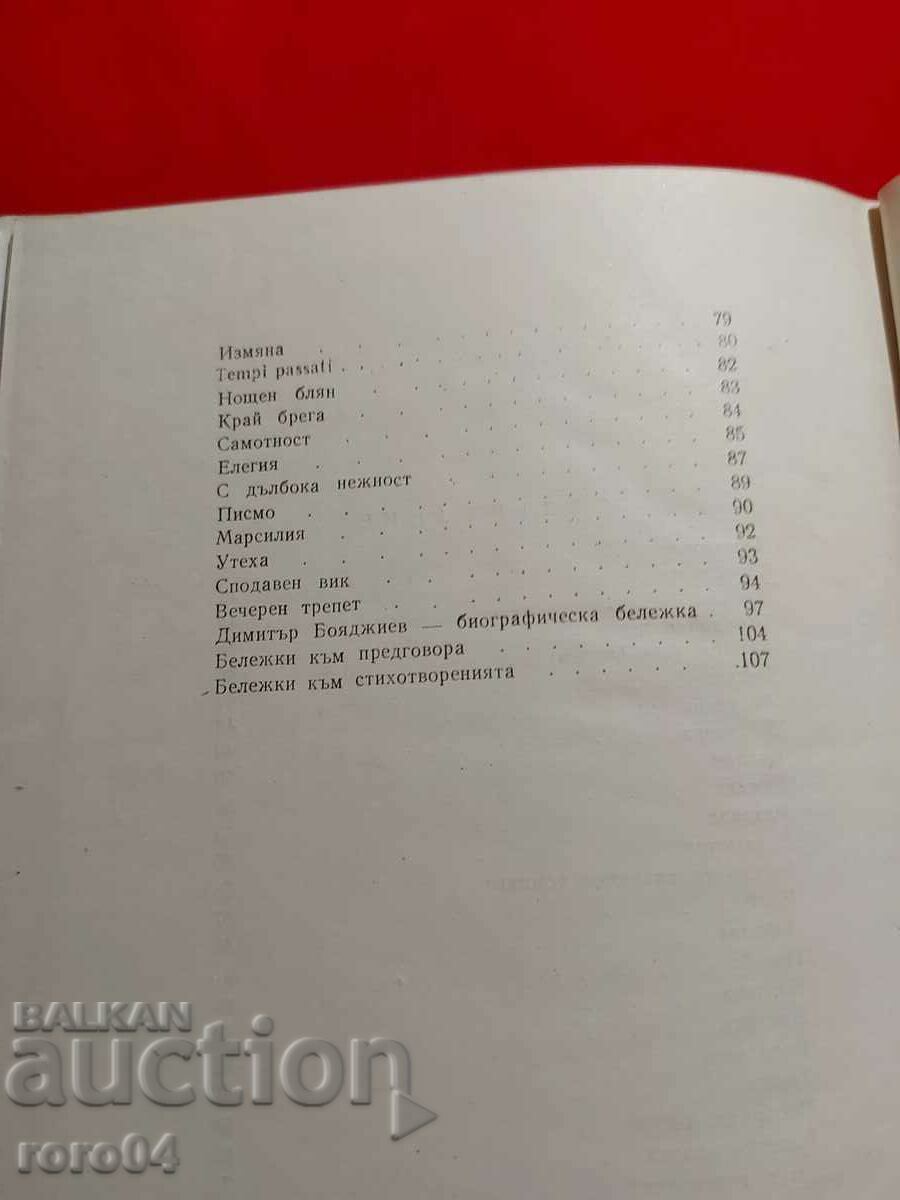 Измяна . . . . . . . . . . . 79
Tempi passati . . . . . . . . . . . 80
Нощен блян . . . . . . . . . . . 82
Край брега . . . . . . . . . . . 83
Самотност . . . . . . . . . . . 84
Елегия . . . . . . . . . . . 85
С дълбока нежност . . . . . . . . . 87
Писмо . . . . . . . . . . . 89
Марсилия . . . . . . . . . . . 90
Утеха . . . . . . . . . . . 92
Сподавен вик . . . . . . . . . . . 93
Вечерен трепет . . . . . . . . . . . 94
Димитър Бояджиев — биографическа бележка . 97
Бележки към предговора . . . . . . . 104
Бележки към стихотворенията . . . . . . 107
BALKAN
auction
roro04